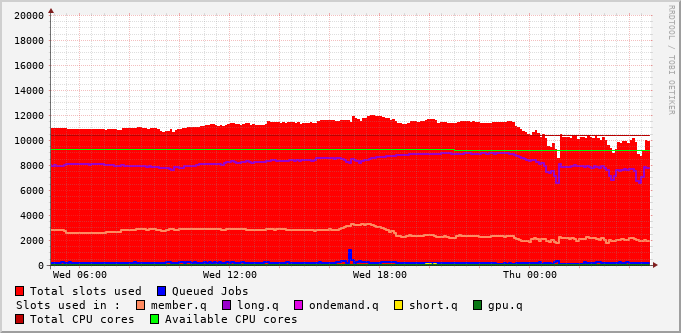 RRDTOOL / TOBI OETIKER
20000
18000
16000
14000
12000
10000
8000
6000
4000
2000
0
Wed 06:00 Wed 12:00 Wed 18:00 Thu 00:00
Total slots used Queued Jobs
Slots used in : member.q long.q ondemand.q short.q gpu.q
Total CPU cores Available CPU cores